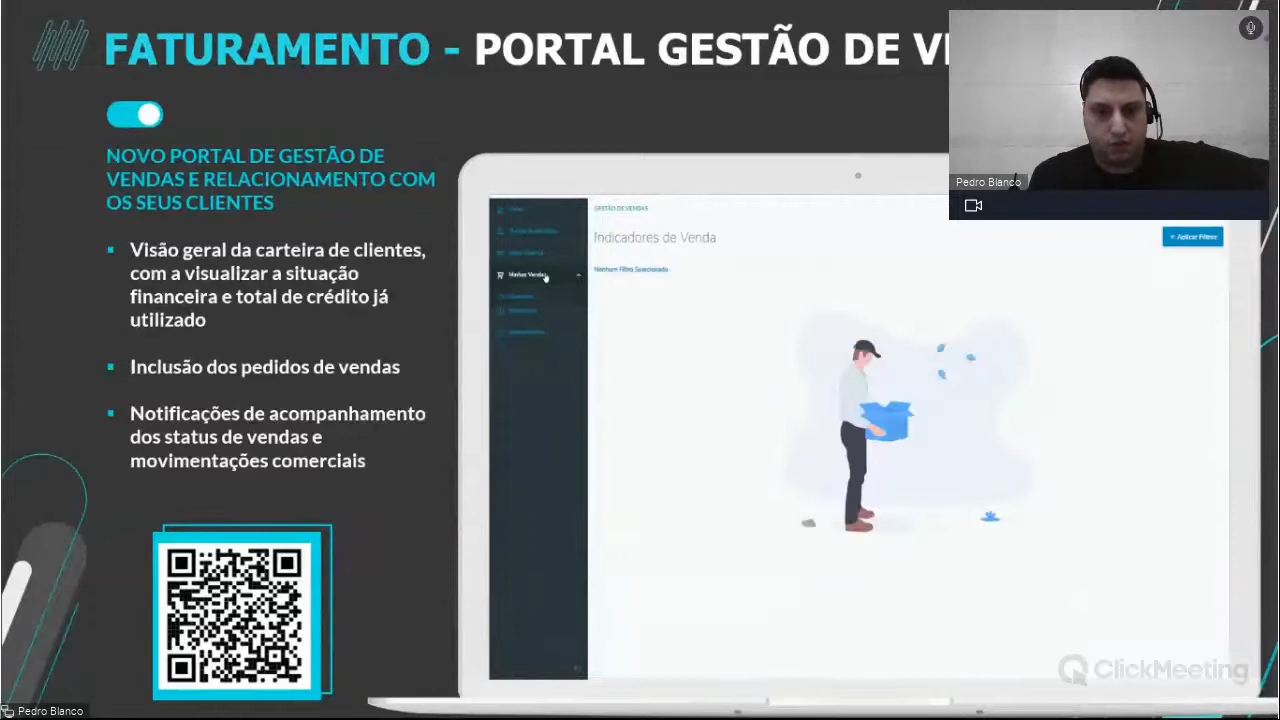 FATURAMENTO - PORTAL GESTÃO DE
NOVO PORTAL DE GESTÃO DE
VENDAS E RELACIONAMENTO COM
OS SEUS CLIENTES
Visão geral da carteira de clientes,
com a visualizar a situação
financeira e total de crédito já
utilizado
Inclusão dos pedidos de vendas
Notificações de acompanhamento
dos status de vendas e
movimentações comerciais
GESTÃO DE VENDAS
Indicadores de Venda
Aplicar Filtros
Nenhum Filtro Selecionado
Minhas Vendas
Pedro Blanco
ClickMeeting
Pedro Blanco